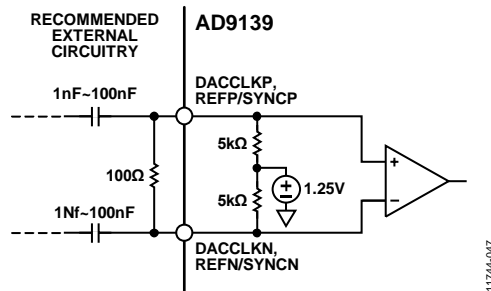 RECOMMENDED
EXTERNAL
CIRCUITRY
AD9139
1nF~100nF
DACCLKP,
REFP/SYNCP
5kΩ
100Ω
1.25V
5kΩ
1Nf~100nF
DACCLKN,
REFN/SYNCN
+
−
+
−
11744-047